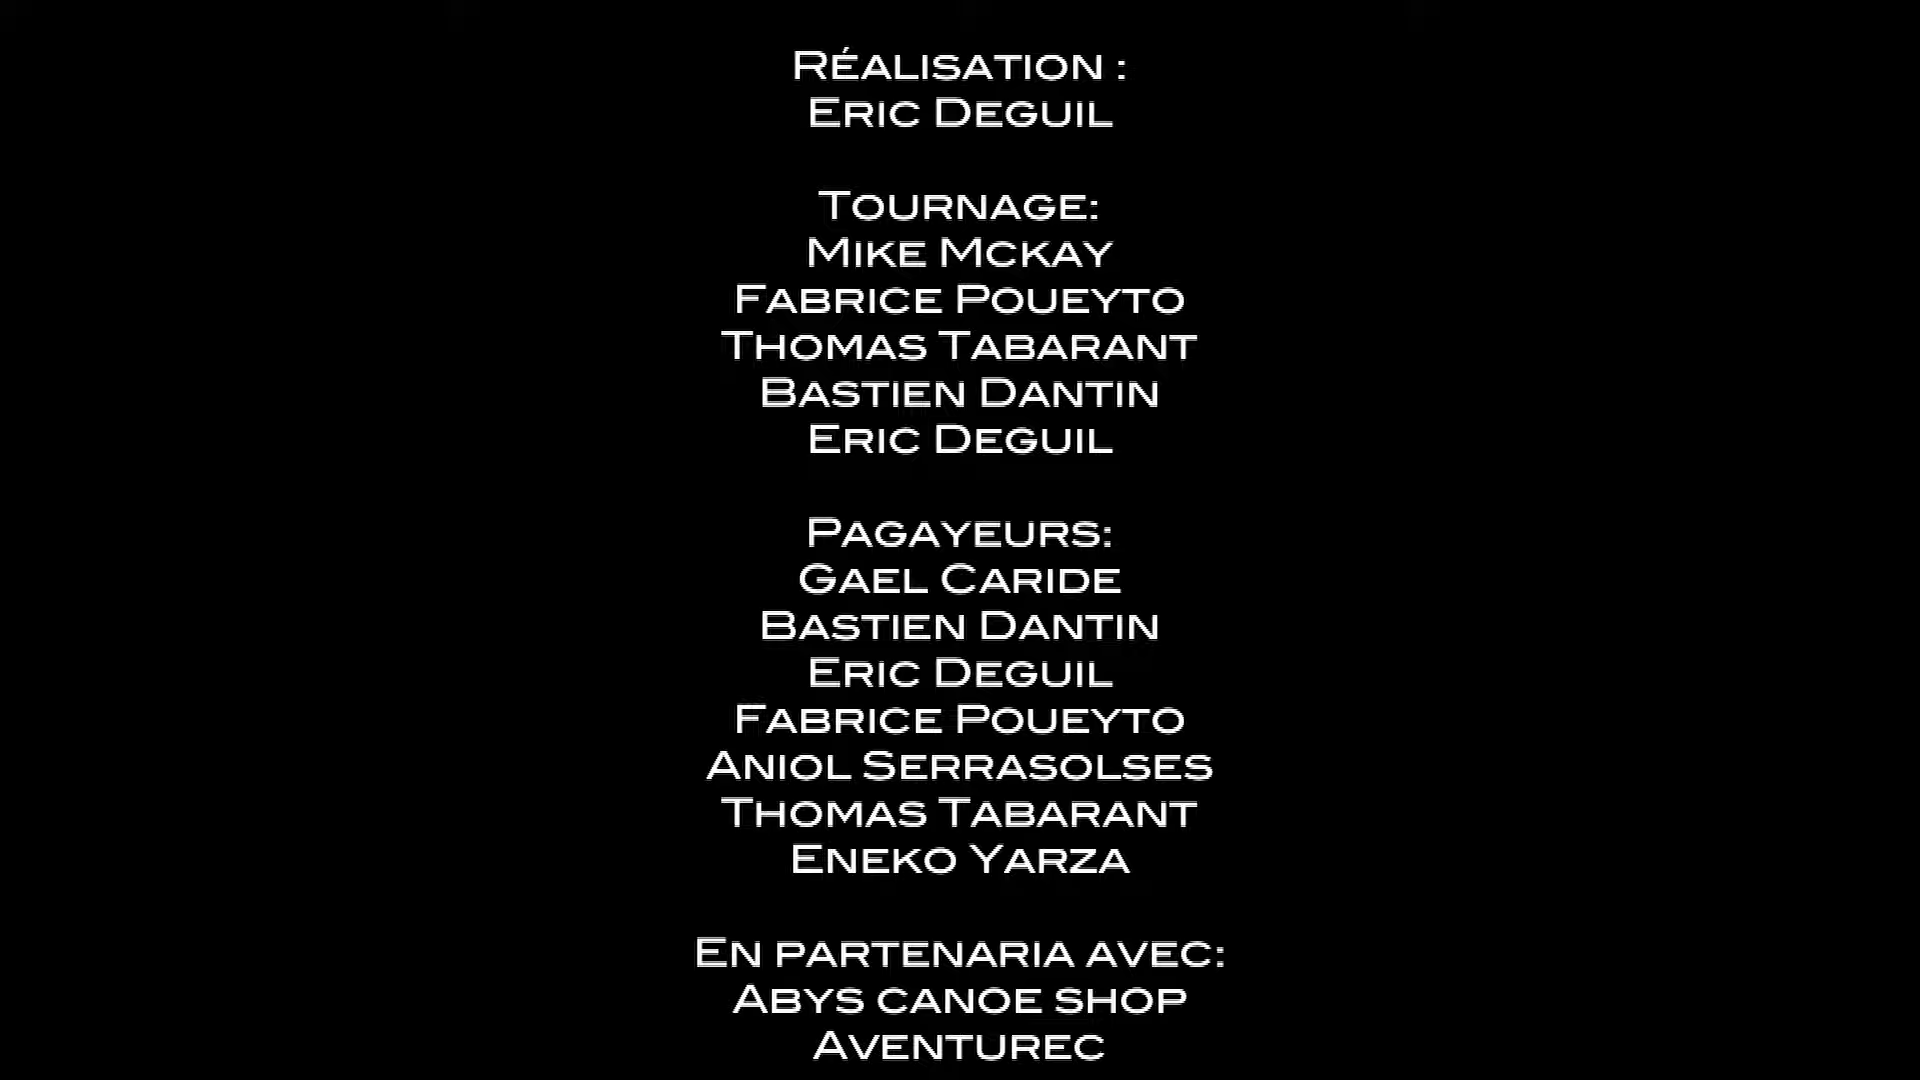 Réalisation :
Eric Deguil
Tournage:
Mike Mckay
Fabrice Poueyto
Thomas Tabarant
Bastien Dantin
Eric Deguil
Pagayeurs:
Gael Caride
Bastien Dantin
Eric Deguil
Fabrice Poueyto
Aniol Serrasolses
Thomas Tabarant
Eneko Yarza
En partenaria avec:
Abys canoe shop
Aventurec